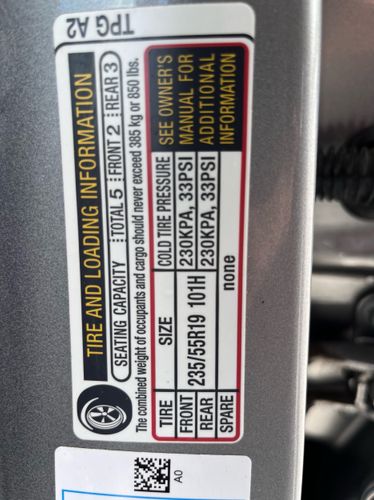 TPG A2
TIRE AND LOADING INFORMATION
SEATING CAPACITY TOTAL 5 FRONT 2 REAR 3
The combined weight of occupants and cargo should never exceed 385 kg or 850 lbs.
TIRE SIZE COLD TIRE PRESSURE SEE OWNER'S MANUAL FOR ADDITIONAL INFORMATION
FRONT 235/55R19 101H 230KPA, 33PSI
REAR 230KPA, 33PSI
SPARE none
A0